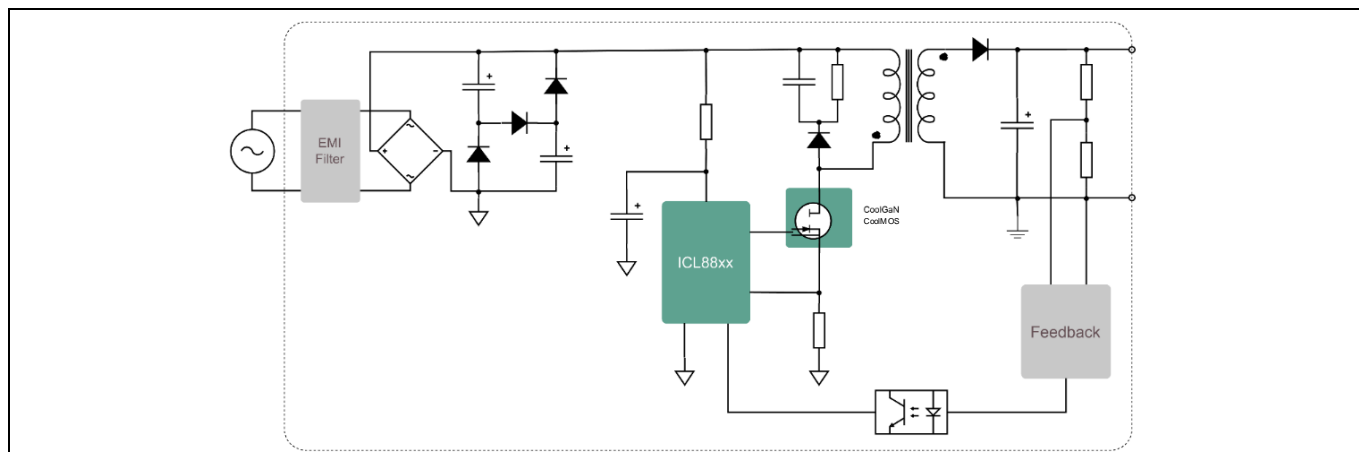 EMI
Filter
CoolGaN
CoolMOS
ICL88xx
Feedback